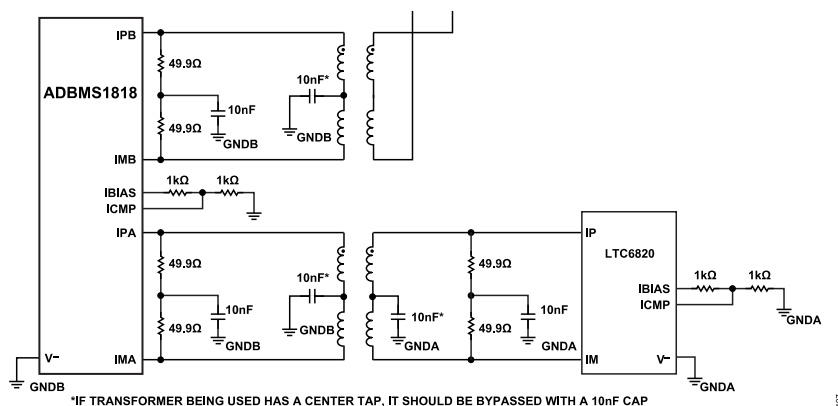 IPB
49.9Ω
ADBMS1818
10nF*
10nF
49.9Ω
GNDB
GNDB
IMB
1kΩ
1kΩ
IBIAS
ICMP
IPA
IP
LTC6820
49.9Ω
10nF*
49.9Ω
1kΩ
1kΩ
IBIAS
10nF
10nF*
10nF
ICMP
49.9Ω
GNDB
GNDB
GNDA
49.9Ω
GNDA
GNDA
V–
IMA
IM
V–
GNDB
GNDA
*IF TRANSFORMER BEING USED HAS A CENTER TAP, IT SHOULD BE BYPASSED WITH A 10nF CAP